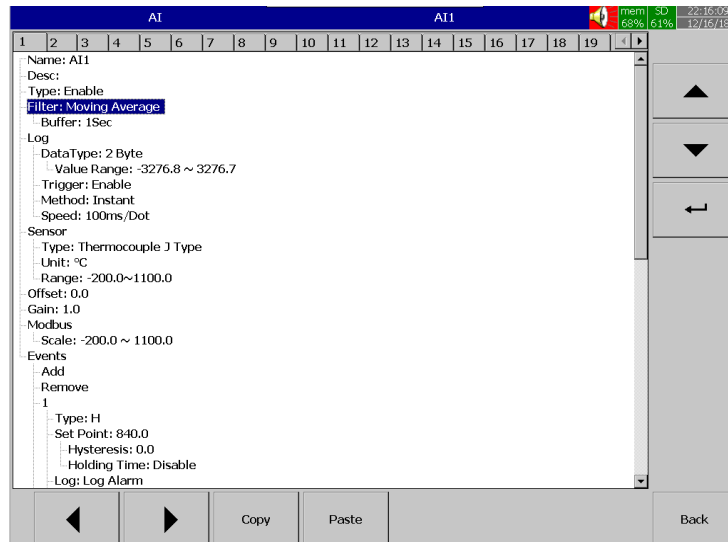 AI AI1 mem 68% SD 61% 22:16:09 12/16/18
1 2 3 4 5 6 7 8 9 10 11 12 13 14 15 16 17 18 19
Name: AI1
Desc:
Type: Enable
Filter: Moving Average
Buffer: 1Sec
Log
DataType: 2 Byte
Value Range: -3276.8 ~ 3276.7
Trigger: Enable
Method: Instant
Speed: 100ms/Dot
Sensor
Type: Thermocouple J Type
Unit: °C
Range: -200.0~1100.0
Offset: 0.0
Gain: 1.0
Modbus
Scale: -200.0 ~ 1100.0
Events
Add
Remove
1
Type: H
Set Point: 840.0
Hysteresis: 0.0
Holding Time: Disable
Log: Log Alarm
Copy Paste Back